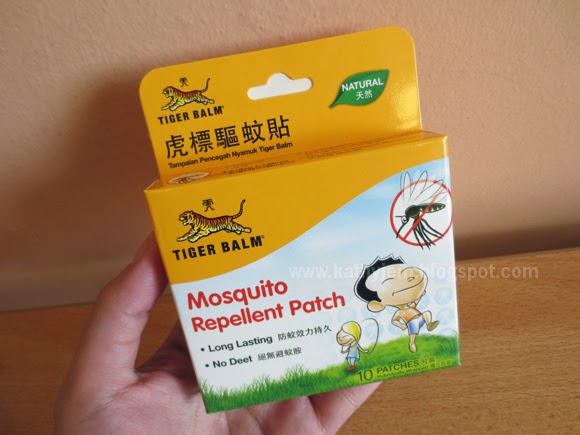 NATURAL
天然
TIGER BALM®
虎標驅蚊貼
Tampalan Pencegah Nyamuk Tiger Balm
TIGER BALM®
www.kathyjem.blogspot.com
Mosquito
Repellent Patch
• Long Lasting 防蚊效力持久
• No Deet 絕無避蚊胺
10 PATCHES